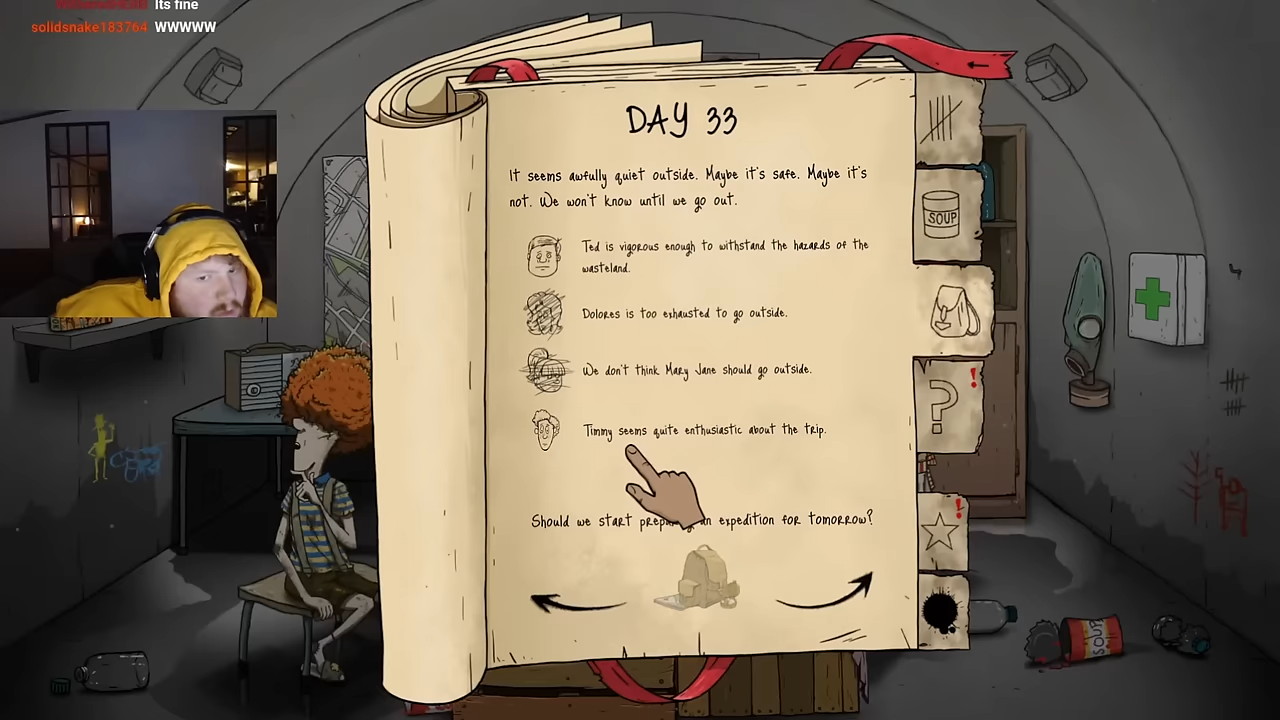 Its fine
solidsnake183764 WWWWW
DAY 33
It seems awfully quiet outside. Maybe it's safe. Maybe it's
not. We won't know until we go out.
Ted is vigorous enough to withstand the hazards of the
wasteland.
Dolores is too exhausted to go outside.
We don't think Mary Jane should go outside.
Timmy seems quite enthusiastic about the trip.
Should we start an expedition for tomorrow?
SOUP
?
!
!
SOUP